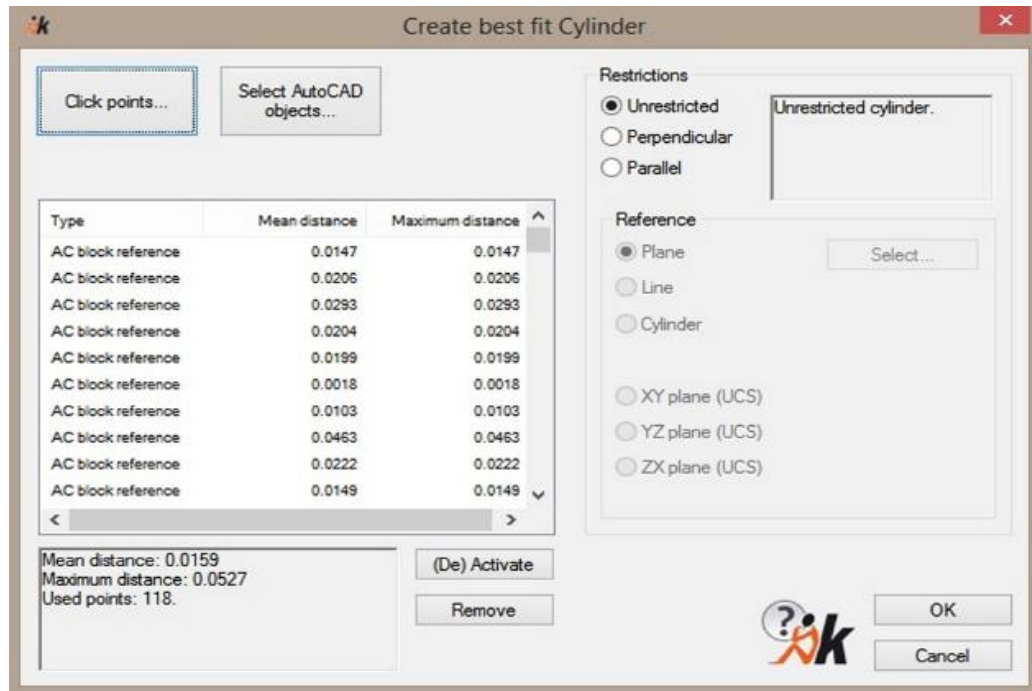 Create best fit Cylinder
Click points...
Select AutoCAD
objects...
Restrictions
Unrestricted
Perpendicular
Parallel
Unrestricted cylinder.
Type Mean distance Maximum distance
AC block reference 0.0147 0.0147
AC block reference 0.0206 0.0206
AC block reference 0.0293 0.0293
AC block reference 0.0204 0.0204
AC block reference 0.0199 0.0199
AC block reference 0.0018 0.0018
AC block reference 0.0103 0.0103
AC block reference 0.0463 0.0463
AC block reference 0.0222 0.0222
AC block reference 0.0149 0.0149
Reference
Plane
Select...
Line
Cylinder
XY plane (UCS)
YZ plane (UCS)
ZX plane (UCS)
Mean distance: 0.0159
Maximum distance: 0.0527
Used points: 118.
(De) Activate
Remove
?
k
OK
Cancel